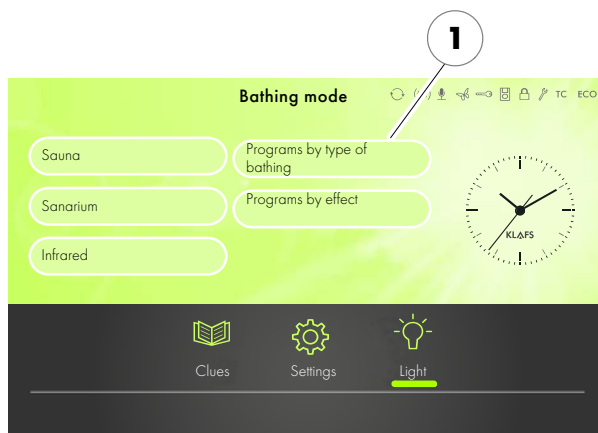 1
Bathing mode
TC ECO
Sauna
Programs by type of
bathing
Sanarium
Programs by effect
Infrared
KLAFS
Clues
Settings
Light